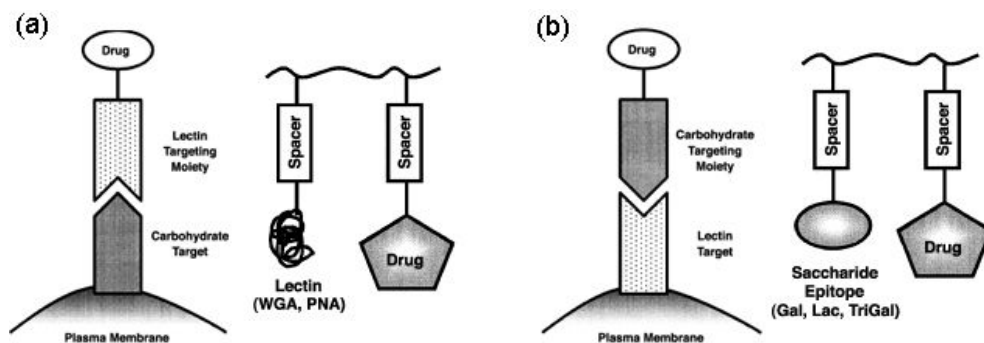 (a)
Drug
Lectin
Targeting
Moiety
Carbohydrate
Target
Plasma Membrane
Spacer
Spacer
Lectin
(WGA, PNA)
Drug
(b)
Drug
Carbohydrate
Targeting
Moiety
Lectin
Target
Plasma Membrane
Spacer
Spacer
Saccharide
Epitope
(Gal, Lac, TriGal)
Drug